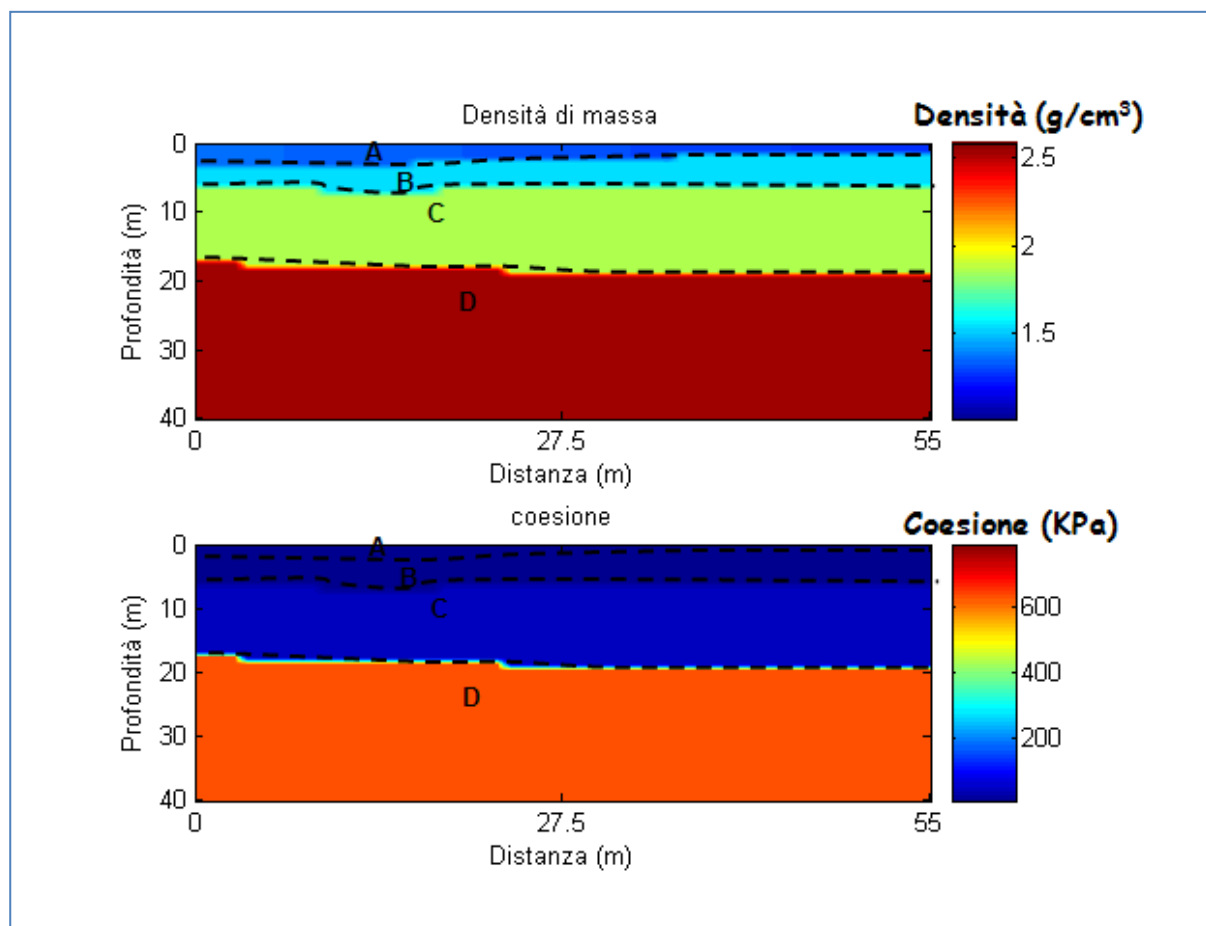 Densità di massa
Densità (g/cm³)
0
10
20
30
40
Profondità (m)
A
B
C
D
0
27.5
55
Distanza (m)
2.5
2
1.5
coesione
Coesione (KPa)
0
10
20
30
40
Profondità (m)
A
B
C
D
0
27.5
55
Distanza (m)
600
400
200